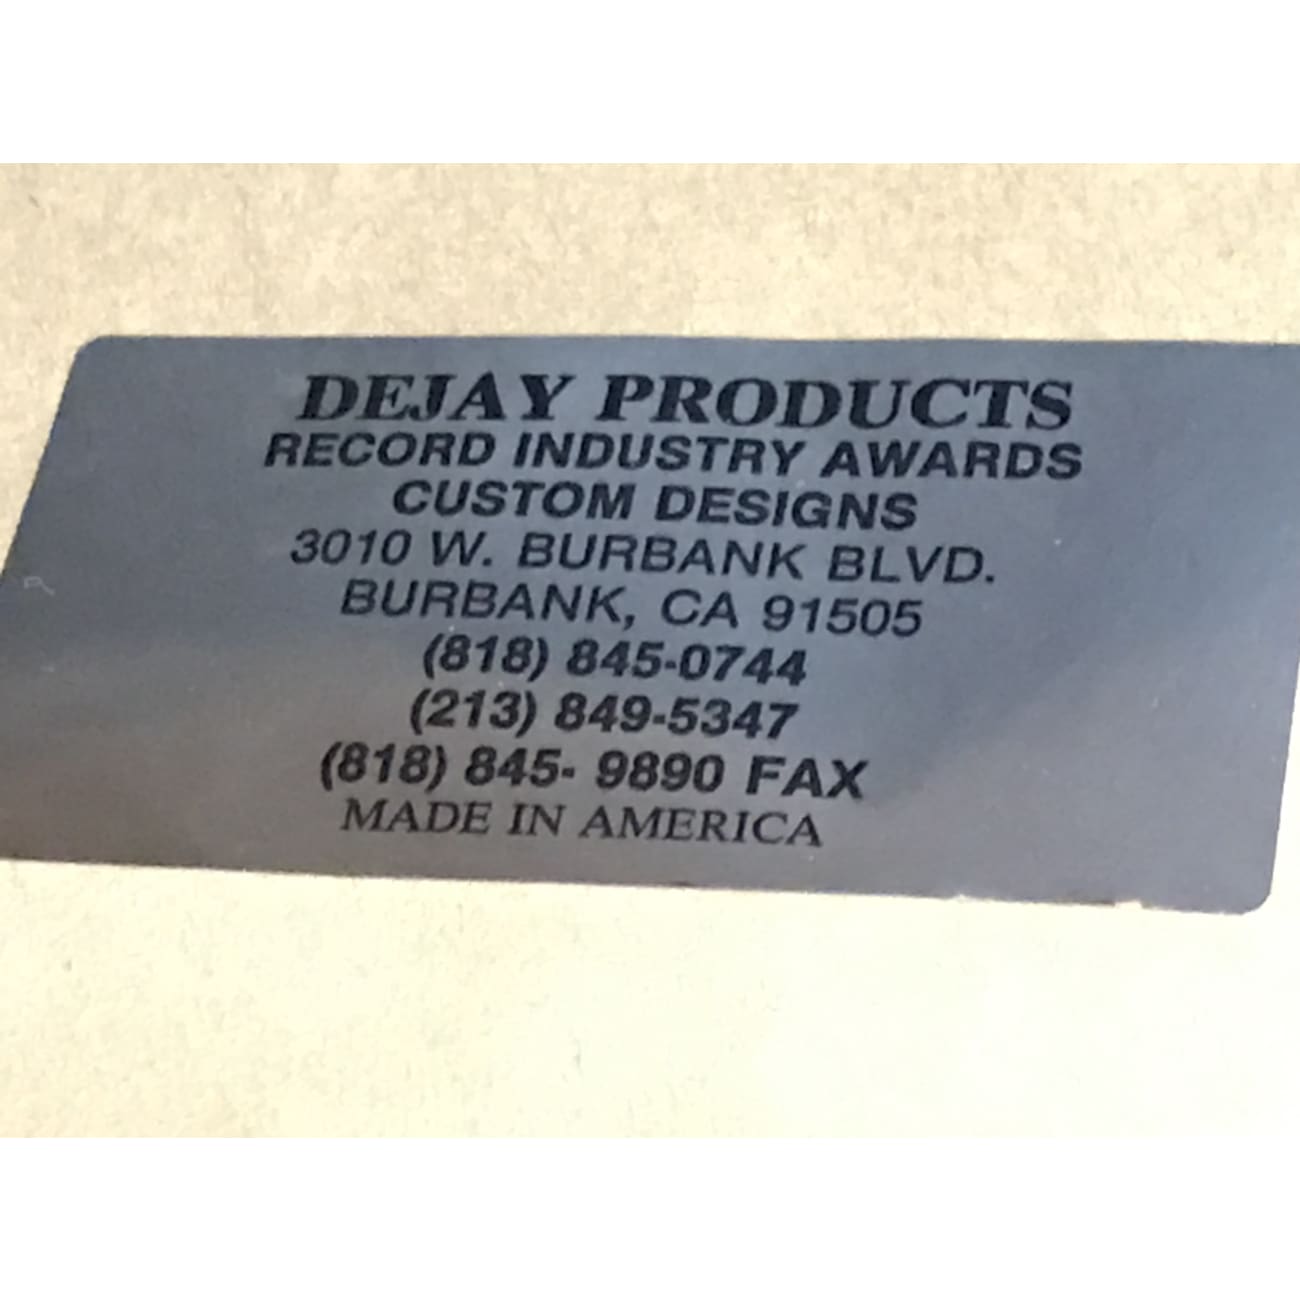 DEJAY PRODUCTS
RECORD INDUSTRY AWARDS
CUSTOM DESIGNS
3010 W. BURBANK BLVD.
BURBANK, CA 91505
(818) 845-0744
(213) 849-5347
(818) 845- 9890 FAX
MADE IN AMERICA